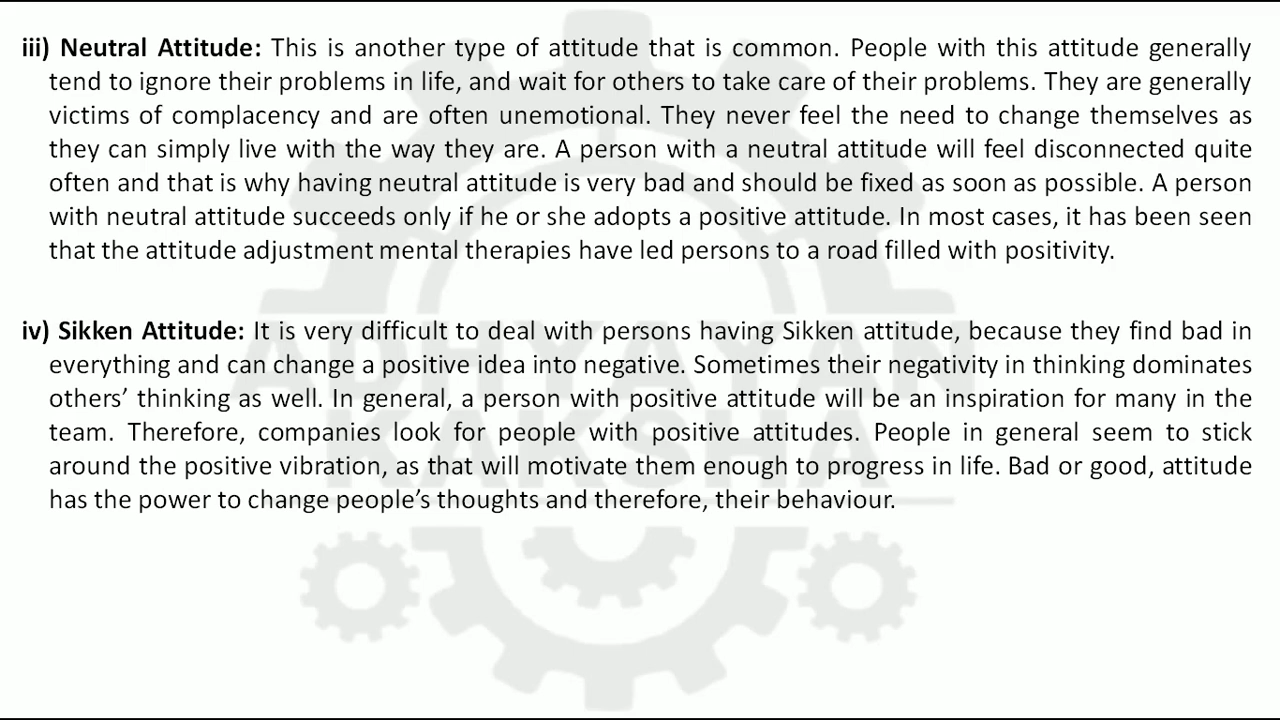 iii) Neutral Attitude: This is another type of attitude that is common. People with this attitude generally
tend to ignore their problems in life, and wait for others to take care of their problems. They are generally
victims of complacency and are often unemotional. They never feel the need to change themselves as
they can simply live with the way they are. A person with a neutral attitude will feel disconnected quite
often and that is why having neutral attitude is very bad and should be fixed as soon as possible. A person
with neutral attitude succeeds only if he or she adopts a positive attitude. In most cases, it has been seen
that the attitude adjustment mental therapies have led persons to a road filled with positivity.
iv) Sikken Attitude: It is very difficult to deal with persons having Sikken attitude, because they find bad in
everything and can change a positive idea into negative. Sometimes their negativity in thinking dominates
others’ thinking as well. In general, a person with positive attitude will be an inspiration for many in the
team. Therefore, companies look for people with positive attitudes. People in general seem to stick
around the positive vibration, as that will motivate them enough to progress in life. Bad or good, attitude
has the power to change people’s thoughts and therefore, their behaviour.
ADHYAYAN
KAKSHA